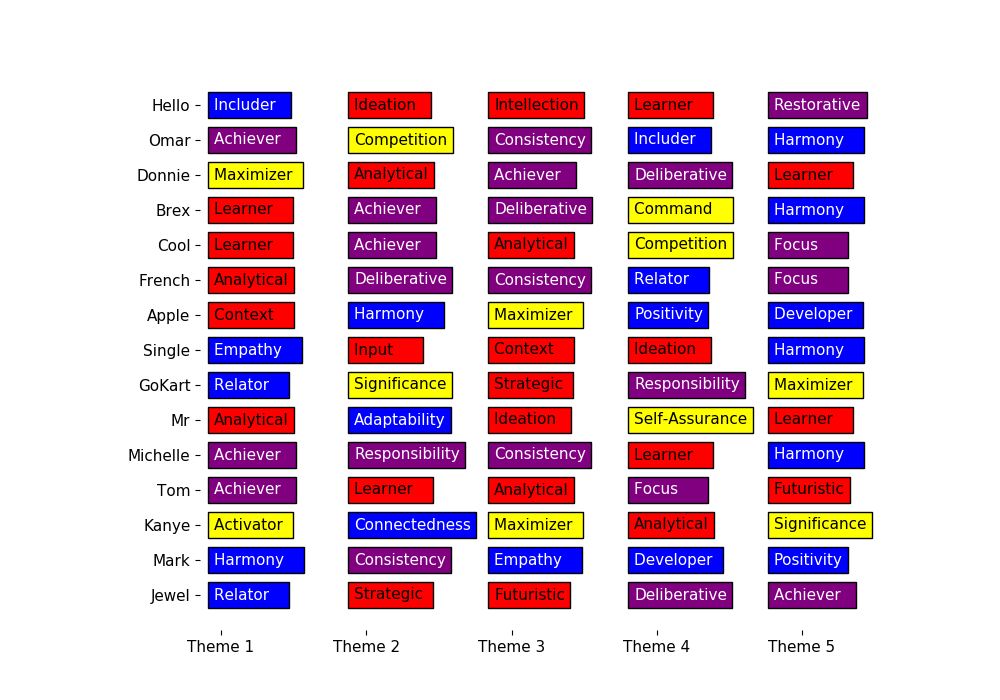 Hello Includer Ideation Intellection Learner Restorative
Omar Achiever Competition Consistency Includer Harmony
Donnie Maximizer Analytical Achiever Deliberative Learner
Brex Learner Achiever Deliberative Command Harmony
Cool Learner Achiever Analytical Competition Focus
French Analytical Deliberative Consistency Relator Focus
Apple Context Harmony Maximizer Positivity Developer
Single Empathy Input Context Ideation Harmony
GoKart Relator Significance Strategic Responsibility Maximizer
Mr Analytical Adaptability Ideation Self-Assurance Learner
Michelle Achiever Responsibility Consistency Learner Harmony
Tom Achiever Learner Analytical Focus Futuristic
Kanye Activator Connectedness Maximizer Analytical Significance
Mark Harmony Consistency Empathy Developer Positivity
Jewel Relator Strategic Futuristic Deliberative Achiever
Theme 1 Theme 2 Theme 3 Theme 4 Theme 5